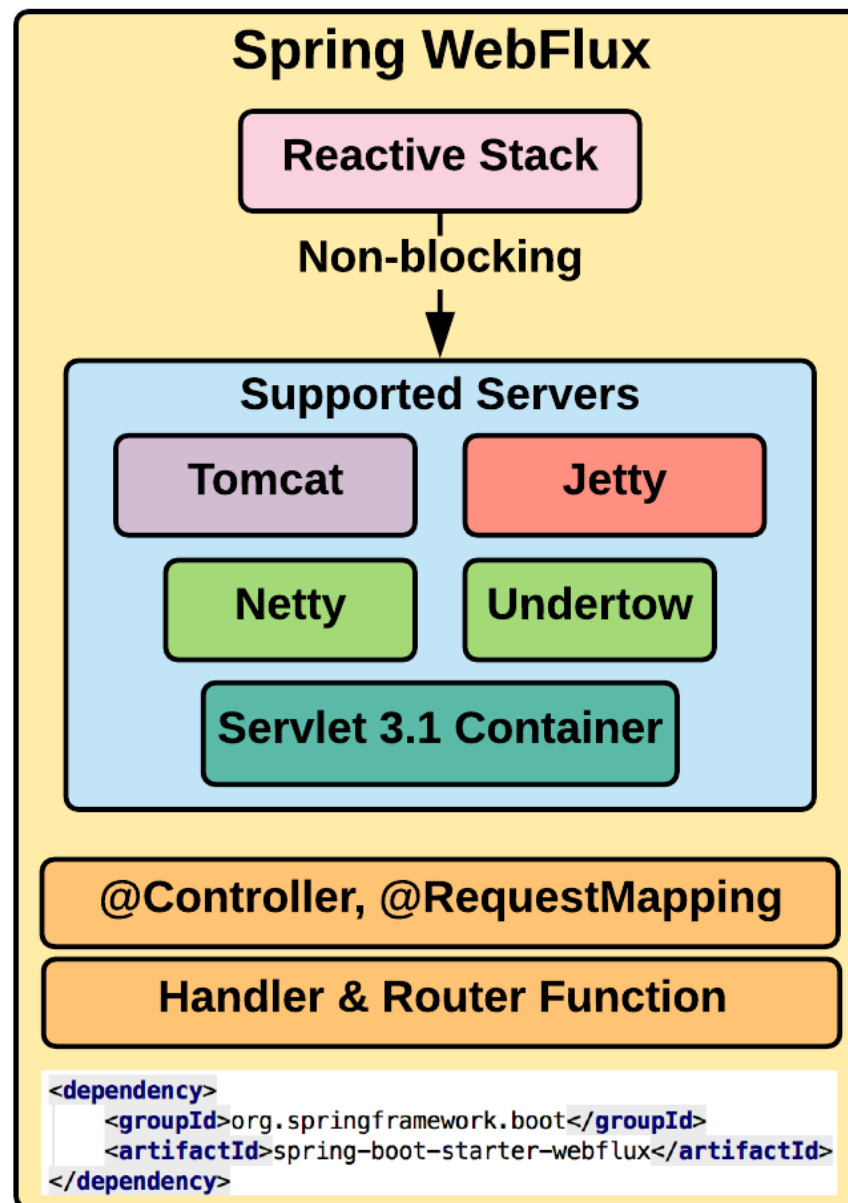 Spring WebFlux
Reactive Stack
Non-blocking
Supported Servers
Tomcat
Jetty
Netty
Undertow
Servlet 3.1 Container
@Controller, @RequestMapping
Handler & Router Function
<dependency>
    <groupId>org.springframework.boot</groupId>
    <artifactId>spring-boot-starter-webflux</artifactId>
</dependency>